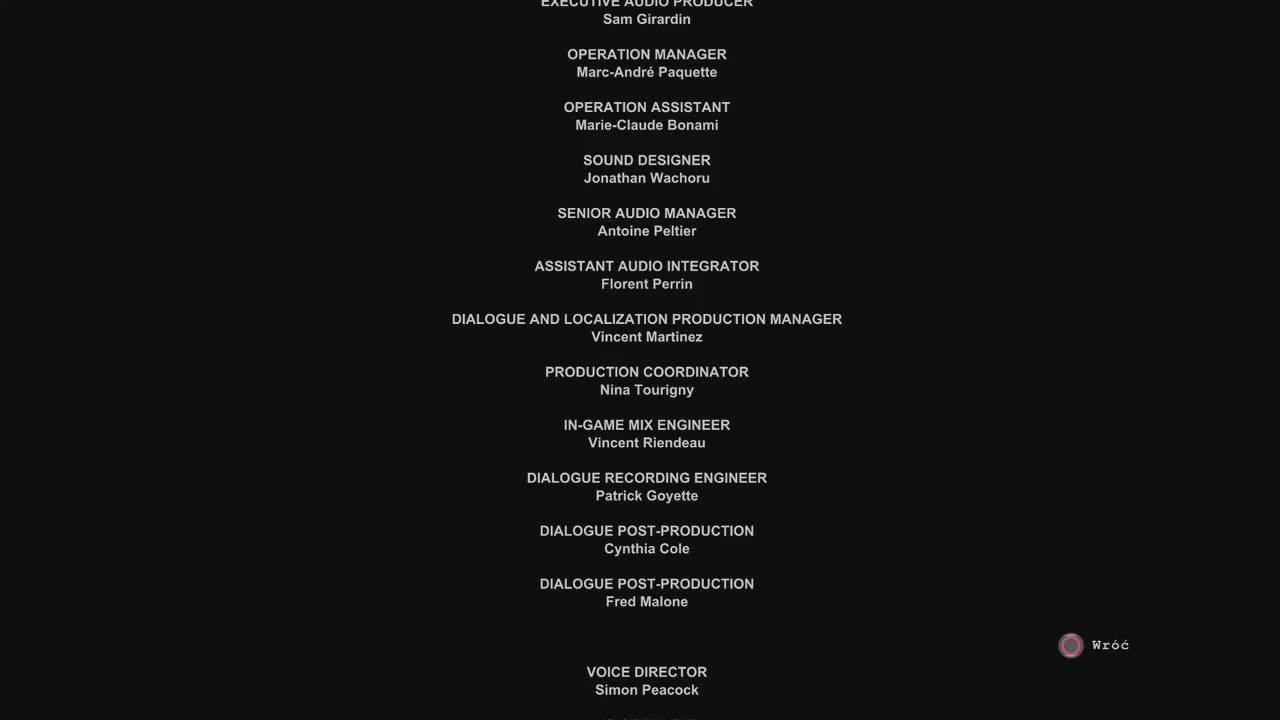 EXECUTIVE AUDIO PRODUCER
Sam Girardin
OPERATION MANAGER
Marc-André Paquette
OPERATION ASSISTANT
Marie-Claude Bonami
SOUND DESIGNER
Jonathan Wachoru
SENIOR AUDIO MANAGER
Antoine Peltier
ASSISTANT AUDIO INTEGRATOR
Florent Perrin
DIALOGUE AND LOCALIZATION PRODUCTION MANAGER
Vincent Martinez
PRODUCTION COORDINATOR
Nina Tourigny
IN-GAME MIX ENGINEER
Vincent Riendeau
DIALOGUE RECORDING ENGINEER
Patrick Goyette
DIALOGUE POST-PRODUCTION
Cynthia Cole
DIALOGUE POST-PRODUCTION
Fred Malone
Wróć
VOICE DIRECTOR
Simon Peacock